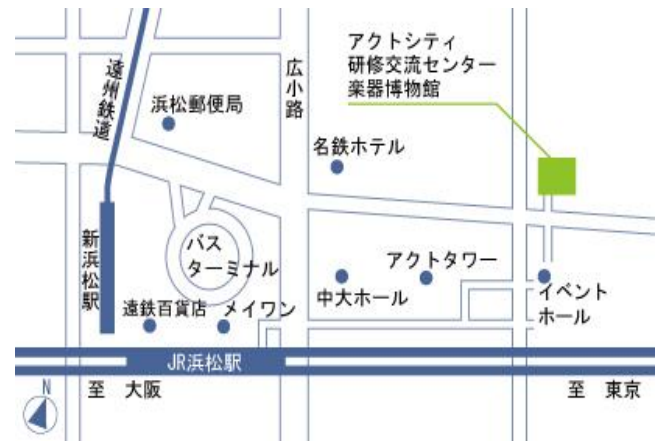 アクトシティ
研修交流センター
楽器博物館
遠州鉄道
浜松郵便局
広小路
名鉄ホテル
新浜松駅
バス
ターミナル
アクトタワー
中大ホール
イベント
ホール
遠鉄百貨店
メイワン
JR浜松駅
至 大阪
至 東京
N